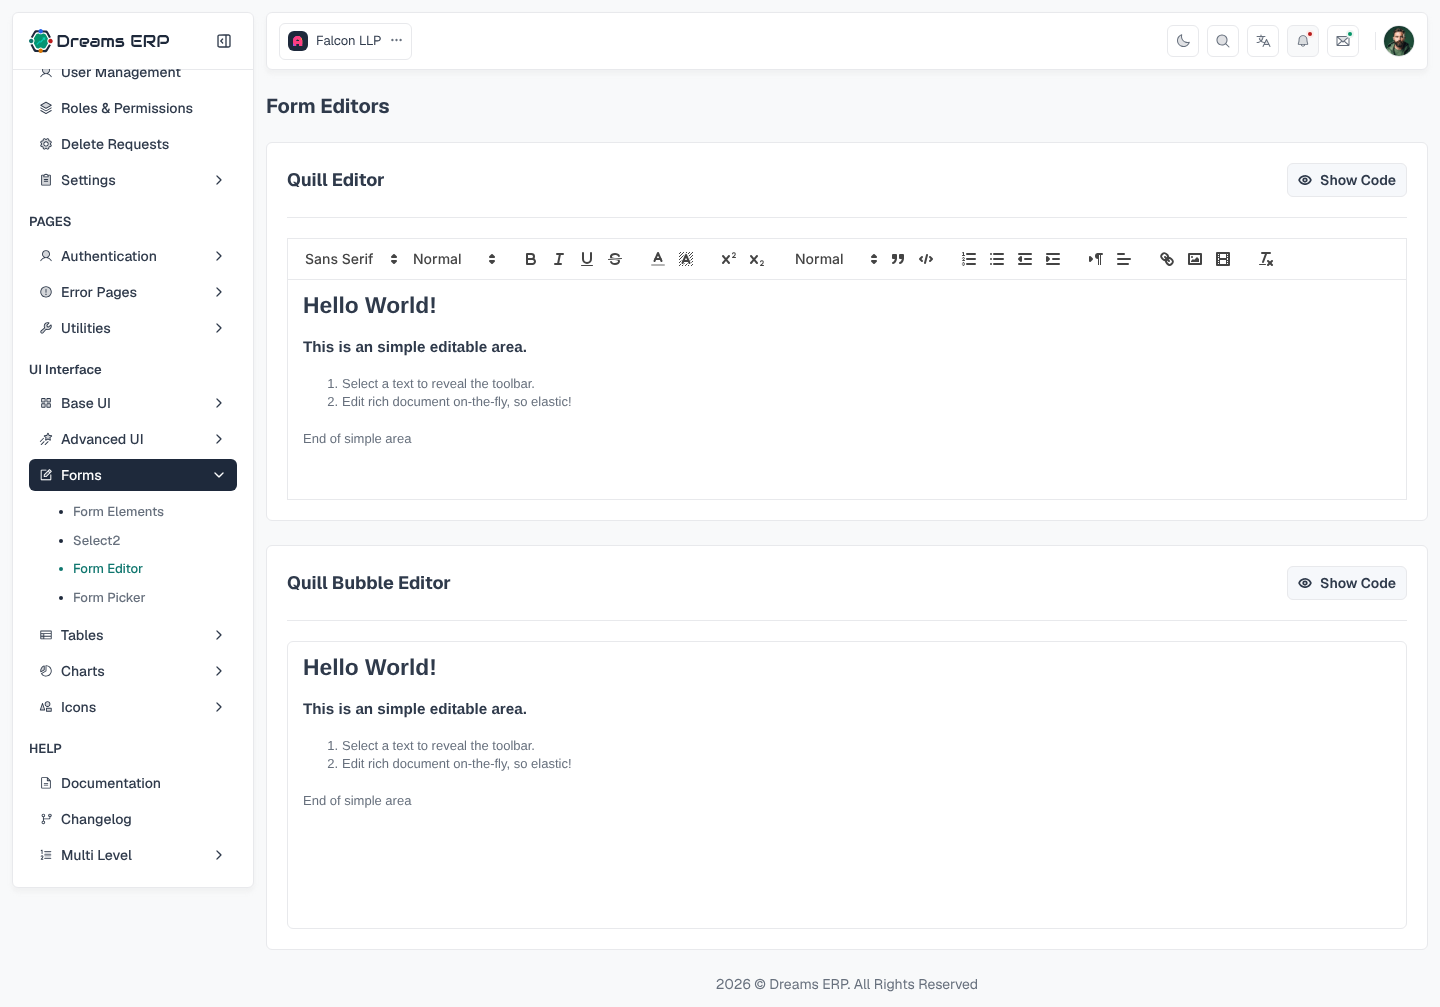 Dreams ERP
Falcon LLP
User Management
Roles & Permissions
Delete Requests
Settings
PAGES
Authentication
Error Pages
Utilities
UI Interface
Base UI
Advanced UI
Forms
Form Elements
Select2
Form Editor
Form Picker
Tables
Charts
Icons
HELP
Documentation
Changelog
Multi Level
Form Editors
Quill Editor
Show Code
Sans Serif Normal Normal
Hello World!
This is an simple editable area.
1. Select a text to reveal the toolbar.
2. Edit rich document on-the-fly, so elastic!
End of simple area
Quill Bubble Editor
Show Code
Hello World!
This is an simple editable area.
1. Select a text to reveal the toolbar.
2. Edit rich document on-the-fly, so elastic!
End of simple area
2026 © Dreams ERP. All Rights Reserved